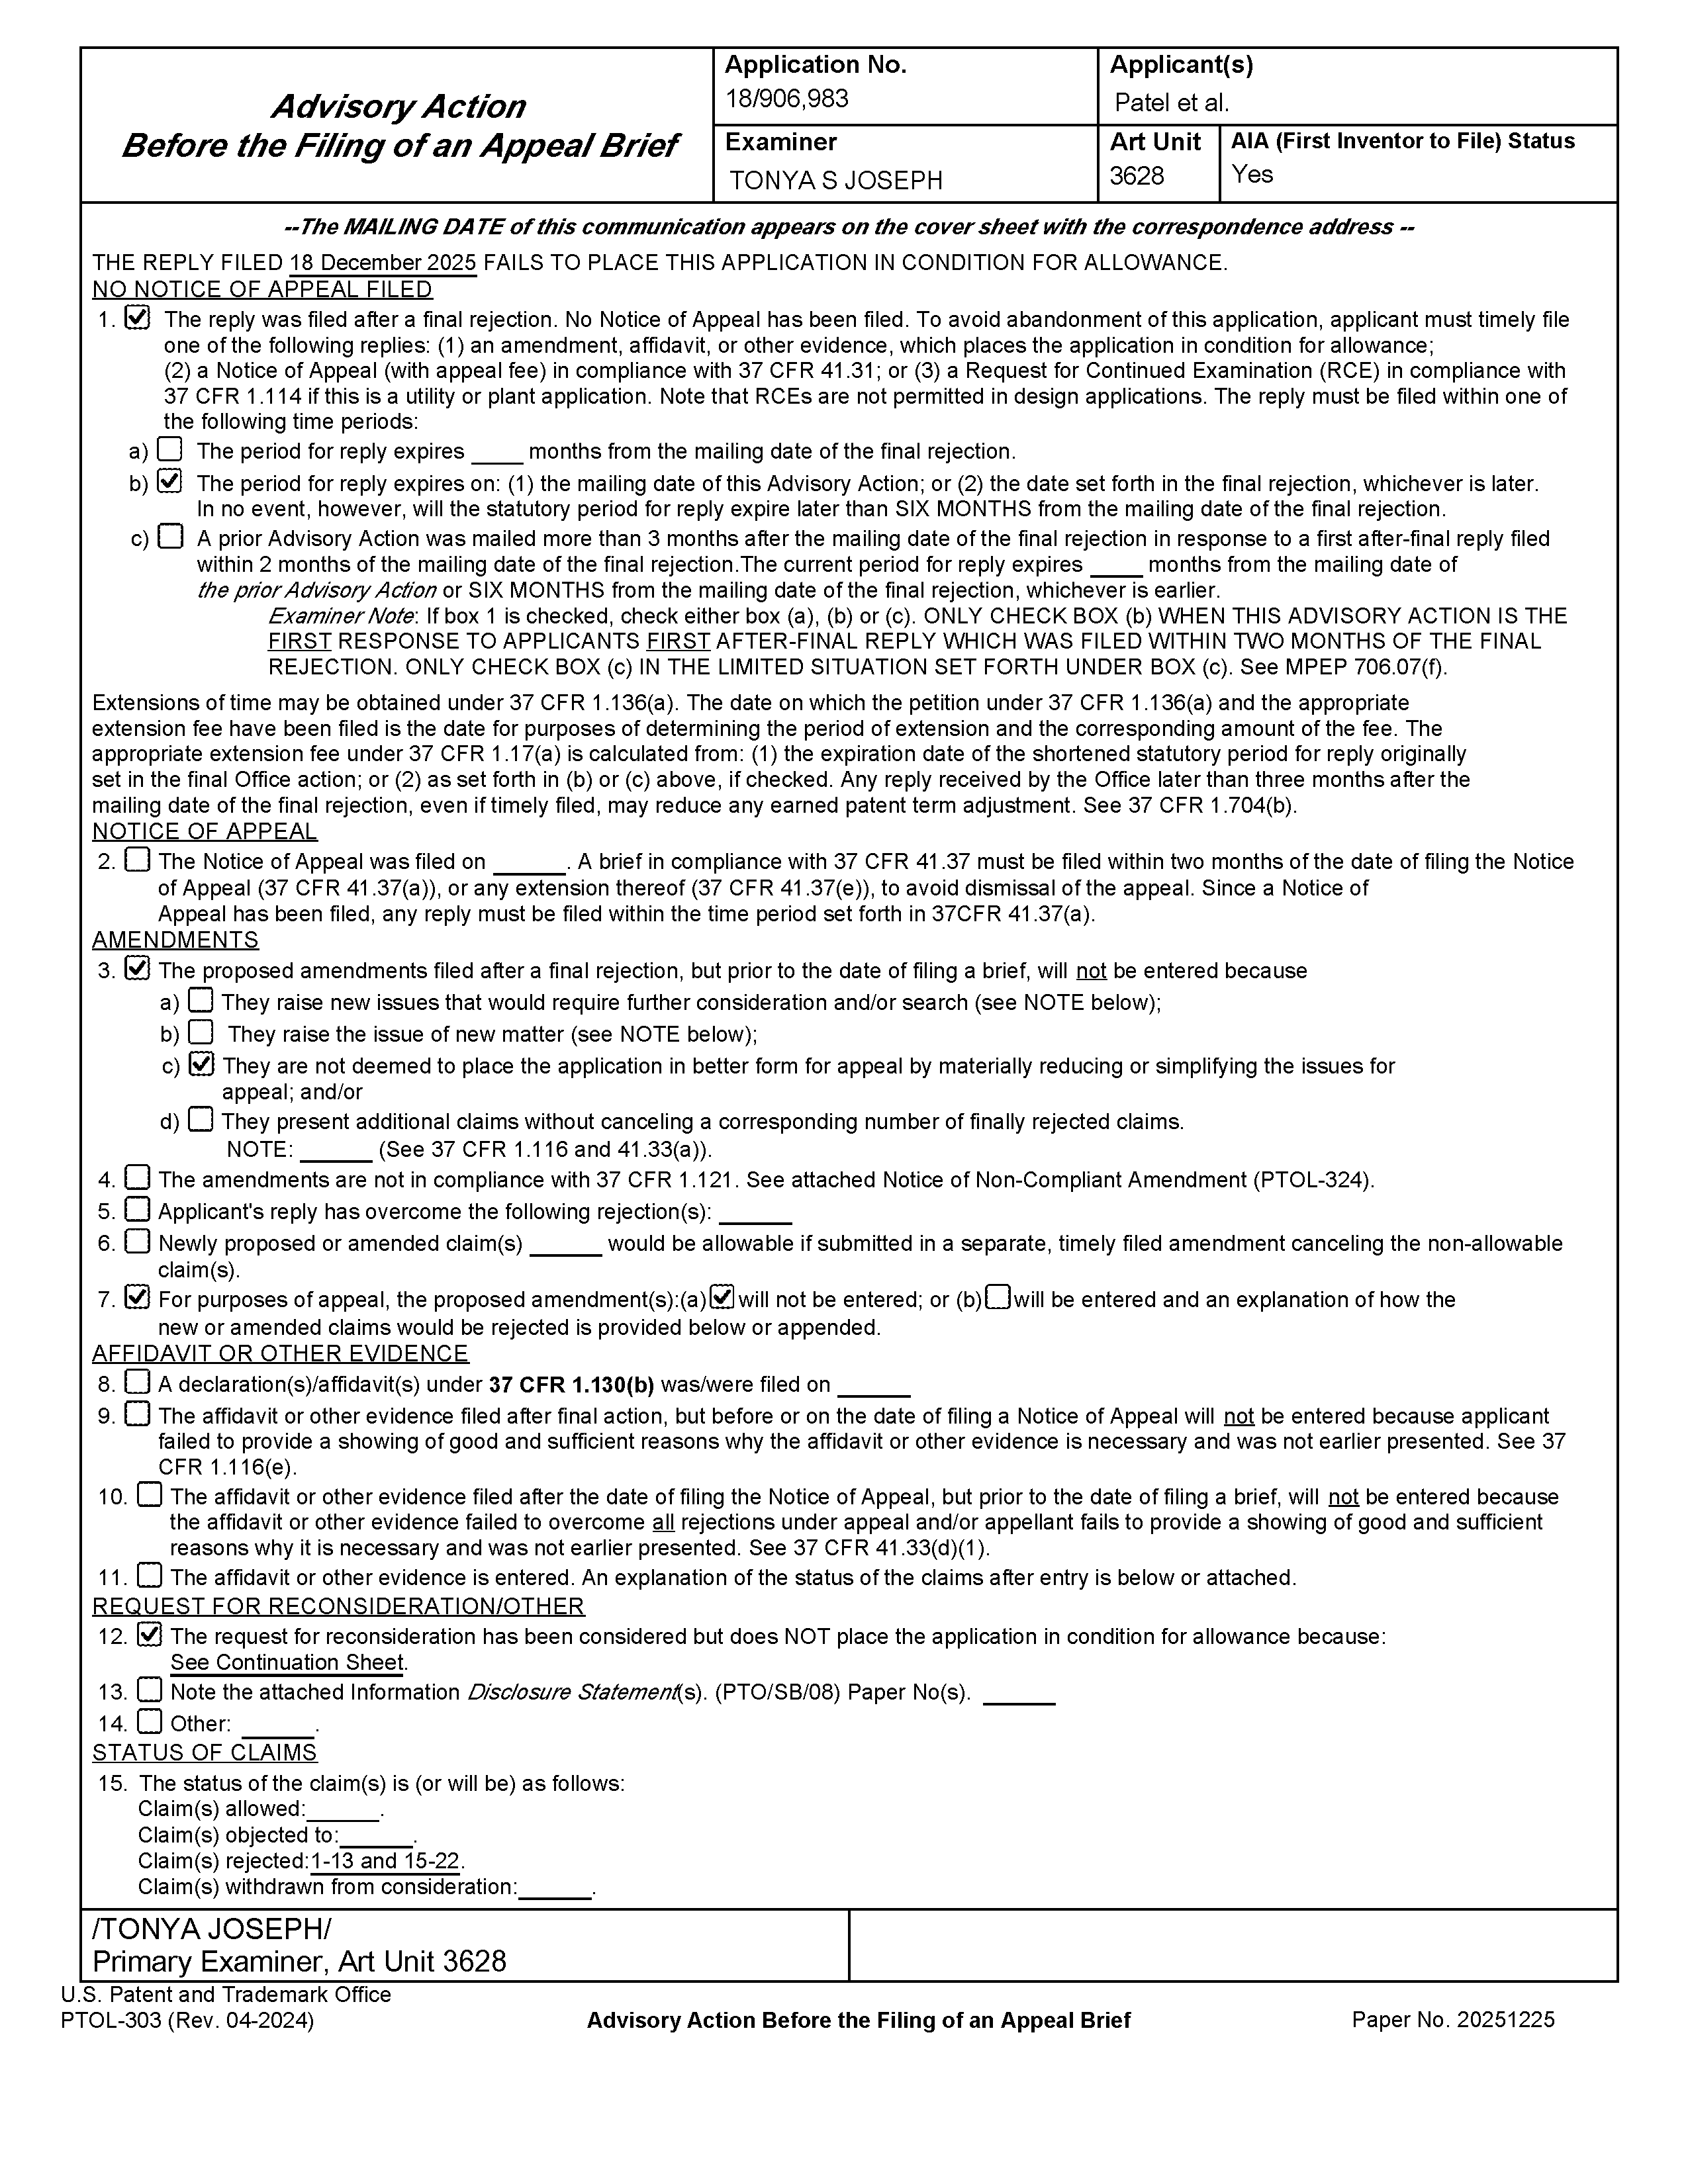 Advisory Action
Before the Filing of an Appeal Brief
Application No.
18/906,983
Applicant(s)
Patel et al.
Examiner
TONYA S JOSEPH
Art Unit
3628
AIA (First Inventor to File) Status
Yes
--The MAILING DATE of this communication appears on the cover sheet with the correspondence address --
THE REPLY FILED 18 December 2025 FAILS TO PLACE THIS APPLICATION IN CONDITION FOR ALLOWANCE.
NO NOTICE OF APPEAL FILED
1. ☑ The reply was filed after a final rejection. No Notice of Appeal has been filed. To avoid abandonment of this application, applicant must timely file
one of the following replies: (1) an amendment, affidavit, or other evidence, which places the application in condition for allowance;
(2) a Notice of Appeal (with appeal fee) in compliance with 37 CFR 41.31; or (3) a Request for Continued Examination (RCE) in compliance with
37 CFR 1.114 if this is a utility or plant application. Note that RCEs are not permitted in design applications. The reply must be filed within one of
the following time periods:
a) ☐ The period for reply expires ____ months from the mailing date of the final rejection.
b) ☑ The period for reply expires on: (1) the mailing date of this Advisory Action; or (2) the date set forth in the final rejection, whichever is later.
In no event, however, will the statutory period for reply expire later than SIX MONTHS from the mailing date of the final rejection.
c) ☐ A prior Advisory Action was mailed more than 3 months after the mailing date of the final rejection in response to a first after-final reply filed
within 2 months of the mailing date of the final rejection.The current period for reply expires ____ months from the mailing date of
the prior Advisory Action or SIX MONTHS from the mailing date of the final rejection, whichever is earlier.
Examiner Note: If box 1 is checked, check either box (a), (b) or (c). ONLY CHECK BOX (b) WHEN THIS ADVISORY ACTION IS THE
FIRST RESPONSE TO APPLICANTS FIRST AFTER-FINAL REPLY WHICH WAS FILED WITHIN TWO MONTHS OF THE FINAL
REJECTION. ONLY CHECK BOX (c) IN THE LIMITED SITUATION SET FORTH UNDER BOX (c). See MPEP 706.07(f).
Extensions of time may be obtained under 37 CFR 1.136(a). The date on which the petition under 37 CFR 1.136(a) and the appropriate
extension fee have been filed is the date for purposes of determining the period of extension and the corresponding amount of the fee. The
appropriate extension fee under 37 CFR 1.17(a) is calculated from: (1) the expiration date of the shortened statutory period for reply originally
set in the final Office action; or (2) as set forth in (b) or (c) above, if checked. Any reply received by the Office later than three months after the
mailing date of the final rejection, even if timely filed, may reduce any earned patent term adjustment. See 37 CFR 1.704(b).
NOTICE OF APPEAL
2. ☐ The Notice of Appeal was filed on ______. A brief in compliance with 37 CFR 41.37 must be filed within two months of the date of filing the Notice
of Appeal (37 CFR 41.37(a)), or any extension thereof (37 CFR 41.37(e)), to avoid dismissal of the appeal. Since a Notice of
Appeal has been filed, any reply must be filed within the time period set forth in 37CFR 41.37(a).
AMENDMENTS
3. ☑ The proposed amendments filed after a final rejection, but prior to the date of filing a brief, will not be entered because
a) ☐ They raise new issues that would require further consideration and/or search (see NOTE below);
b) ☐ They raise the issue of new matter (see NOTE below);
c) ☑ They are not deemed to place the application in better form for appeal by materially reducing or simplifying the issues for
appeal; and/or
d) ☐ They present additional claims without canceling a corresponding number of finally rejected claims.
NOTE: ______ (See 37 CFR 1.116 and 41.33(a)).
4. ☐ The amendments are not in compliance with 37 CFR 1.121. See attached Notice of Non-Compliant Amendment (PTOL-324).
5. ☐ Applicant's reply has overcome the following rejection(s): ______
6. ☐ Newly proposed or amended claim(s) ______ would be allowable if submitted in a separate, timely filed amendment canceling the non-allowable
claim(s).
7. ☑ For purposes of appeal, the proposed amendment(s):(a)☑will not be entered; or (b)☐will be entered and an explanation of how the
new or amended claims would be rejected is provided below or appended.
AFFIDAVIT OR OTHER EVIDENCE
8. ☐ A declaration(s)/affidavit(s) under 37 CFR 1.130(b) was/were filed on ______
9. ☐ The affidavit or other evidence filed after final action, but before or on the date of filing a Notice of Appeal will not be entered because applicant
failed to provide a showing of good and sufficient reasons why the affidavit or other evidence is necessary and was not earlier presented. See 37
CFR 1.116(e).
10. ☐ The affidavit or other evidence filed after the date of filing the Notice of Appeal, but prior to the date of filing a brief, will not be entered because
the affidavit or other evidence failed to overcome all rejections under appeal and/or appellant fails to provide a showing of good and sufficient
reasons why it is necessary and was not earlier presented. See 37 CFR 41.33(d)(1).
11. ☐ The affidavit or other evidence is entered. An explanation of the status of the claims after entry is below or attached.
REQUEST FOR RECONSIDERATION/OTHER
12. ☑ The request for reconsideration has been considered but does NOT place the application in condition for allowance because:
See Continuation Sheet.
13. ☐ Note the attached Information Disclosure Statement(s). (PTO/SB/08) Paper No(s). ______
14. ☐ Other: ______.
STATUS OF CLAIMS
15. The status of the claim(s) is (or will be) as follows:
Claim(s) allowed:______.
Claim(s) objected to:______.
Claim(s) rejected:1-13 and 15-22.
Claim(s) withdrawn from consideration:______.
/TONYA JOSEPH/
Primary Examiner, Art Unit 3628
U.S. Patent and Trademark Office
PTOL-303 (Rev. 04-2024)
Advisory Action Before the Filing of an Appeal Brief
Paper No. 20251225